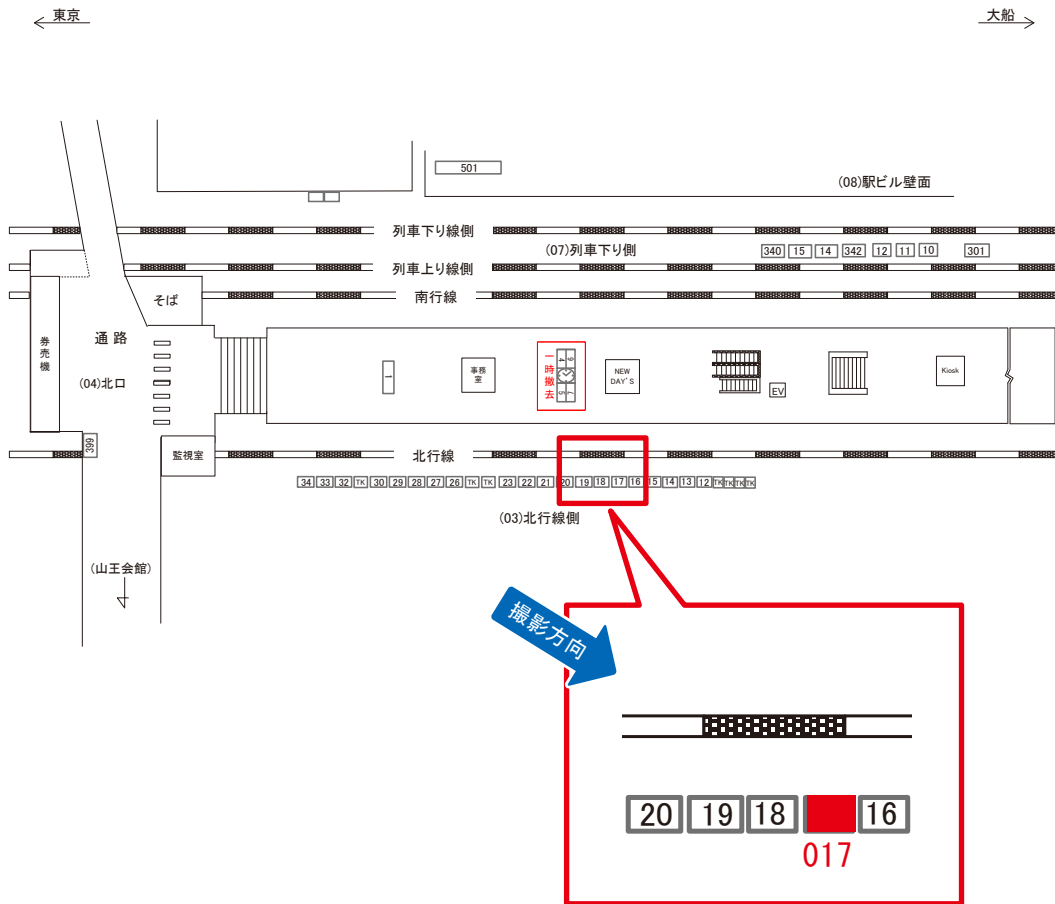 東京
大船
501
(08)駅ビル壁面
列車下り線側
(07)列車下り側
340 15 14 342 12 11 10 301
列車上り線側
南行線
そば
券売機
通路
(04)北口
1
事務室
一時撤去
9 4
7 5
NEW DAY'S
EV
Kiosk
399
監視室
北行線
34 33 32 TK 30 29 28 27 26 TK TK 23 22 21 20 19 18 17 16 15 14 13 12 TK TK TK TK
(03)北行線側
(山王会館)
撮影方向
20 19 18 16
017